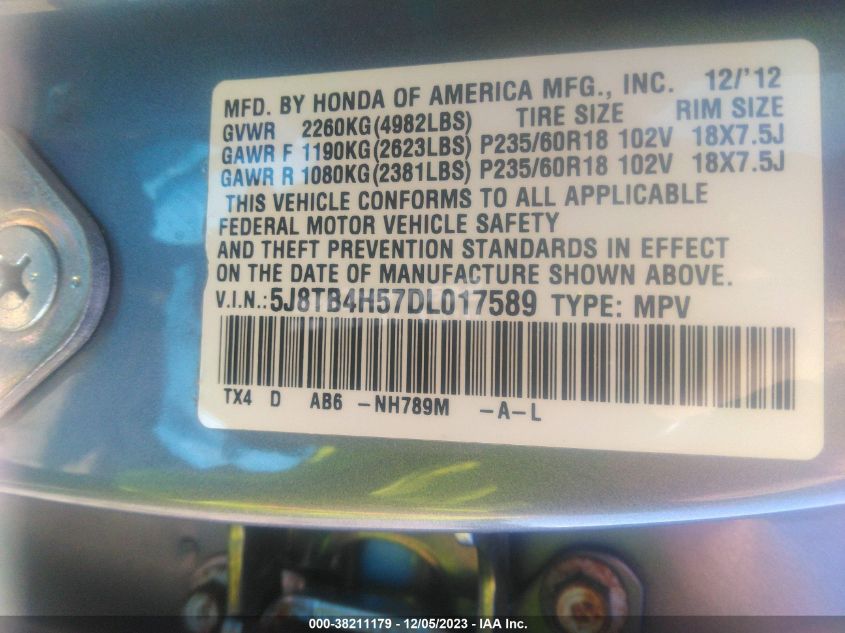 MFD. BY HONDA OF AMERICA MFG., INC. 12/'12
GVWR 2260KG(4982LBS) TIRE SIZE RIM SIZE
GAWR F 1190KG(2623LBS) P235/60R18 102V 18X7.5J
GAWR R 1080KG(2381LBS) P235/60R18 102V 18X7.5J
THIS VEHICLE CONFORMS TO ALL APPLICABLE
FEDERAL MOTOR VEHICLE SAFETY
AND THEFT PREVENTION STANDARDS IN EFFECT
ON THE DATE OF MANUFACTURE SHOWN ABOVE.
V.I.N.: 5J8TB4H57DL017589 TYPE: MPV
TX4 D AB6 -NH789M -A-L
000-38211179 - 12/05/2023 - IAA Inc.